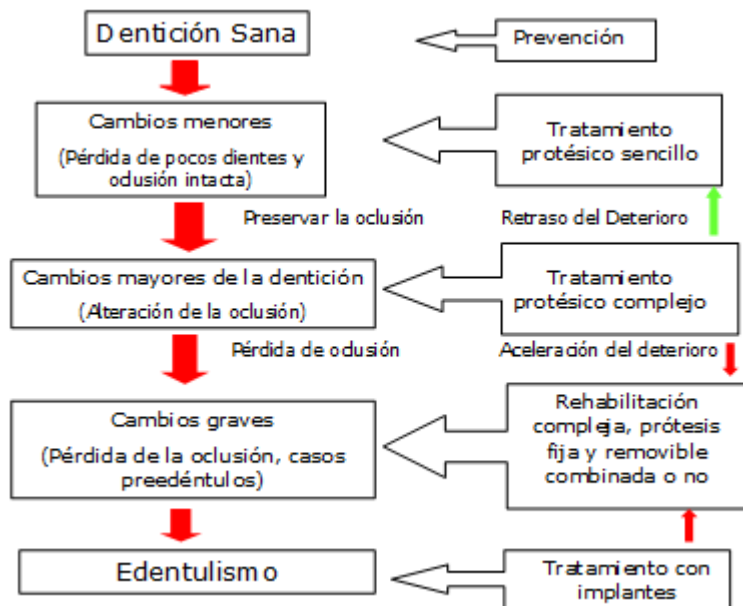 Dentición Sana
Prevención
Cambios menores
(Pérdida de pocos dientes y
oclusión intacta)
Tratamiento
protésico sencillo
Preservar la oclusión
Retraso del Deterioro
Cambios mayores de la dentición
(Alteración de la oclusión)
Tratamiento
protésico complejo
Pérdida de oclusión
Aceleración del deterioro
Cambios graves
(Pérdida de la oclusión, casos
preedéntulos)
Rehabilitación
compleja, prótesis
fija y removible
combinada o no
Edentulismo
Tratamiento con
implantes